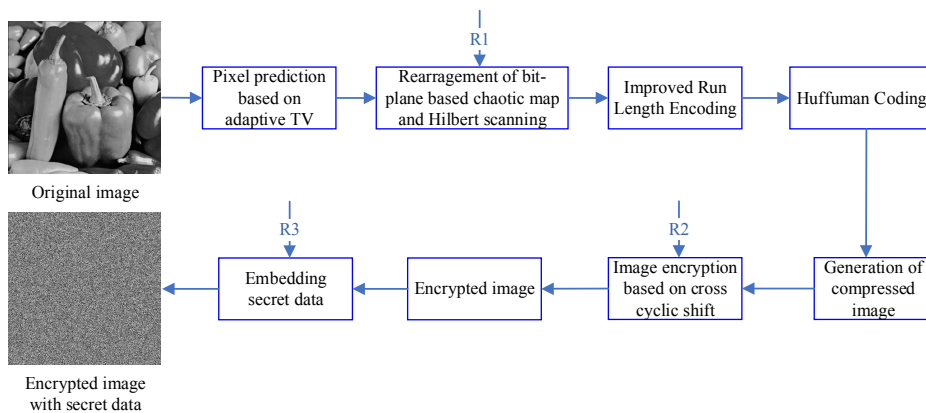 R1
Pixel prediction
based on
adaptive TV
Rearragement of bit-
plane based chaotic map
and Hilbert scanning
Improved Run
Length Encoding
Huffuman Coding
Original image
R3
R2
Embedding
secret data
Encrypted image
Image encryption
based on cross
cyclic shift
Generation of
compressed
image
Encrypted image
with secret data